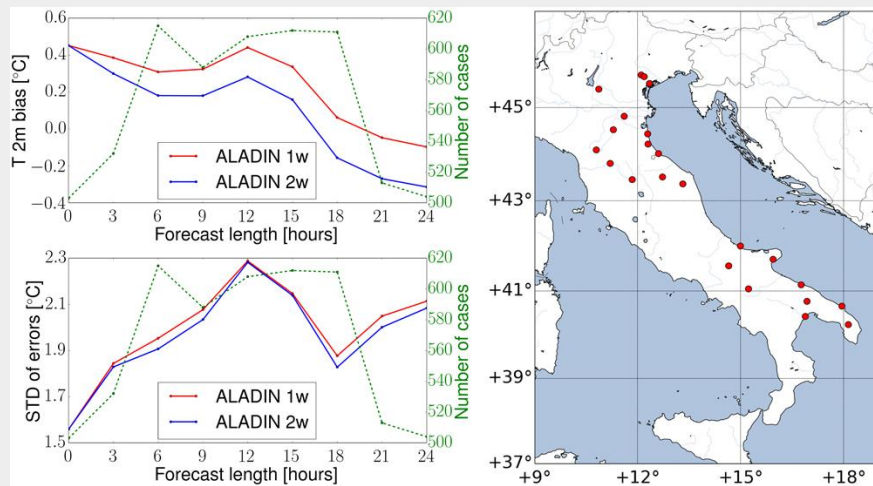 0.6
0.4
0.2
0.0
−0.2
−0.4
T 2m bias [°C]
ALADIN 1w
ALADIN 2w
620
600
580
560
540
520
500
Number of cases
0 3 6 9 12 15 18 21 24
Forecast length [hours]
2.3
2.1
1.9
1.7
1.5
STD of errors [°C]
ALADIN 1w
ALADIN 2w
620
600
580
560
540
520
500
Number of cases
0 3 6 9 12 15 18 21 24
Forecast length [hours]
+45°
+43°
+41°
+39°
+37°
+9° +12° +15° +18°